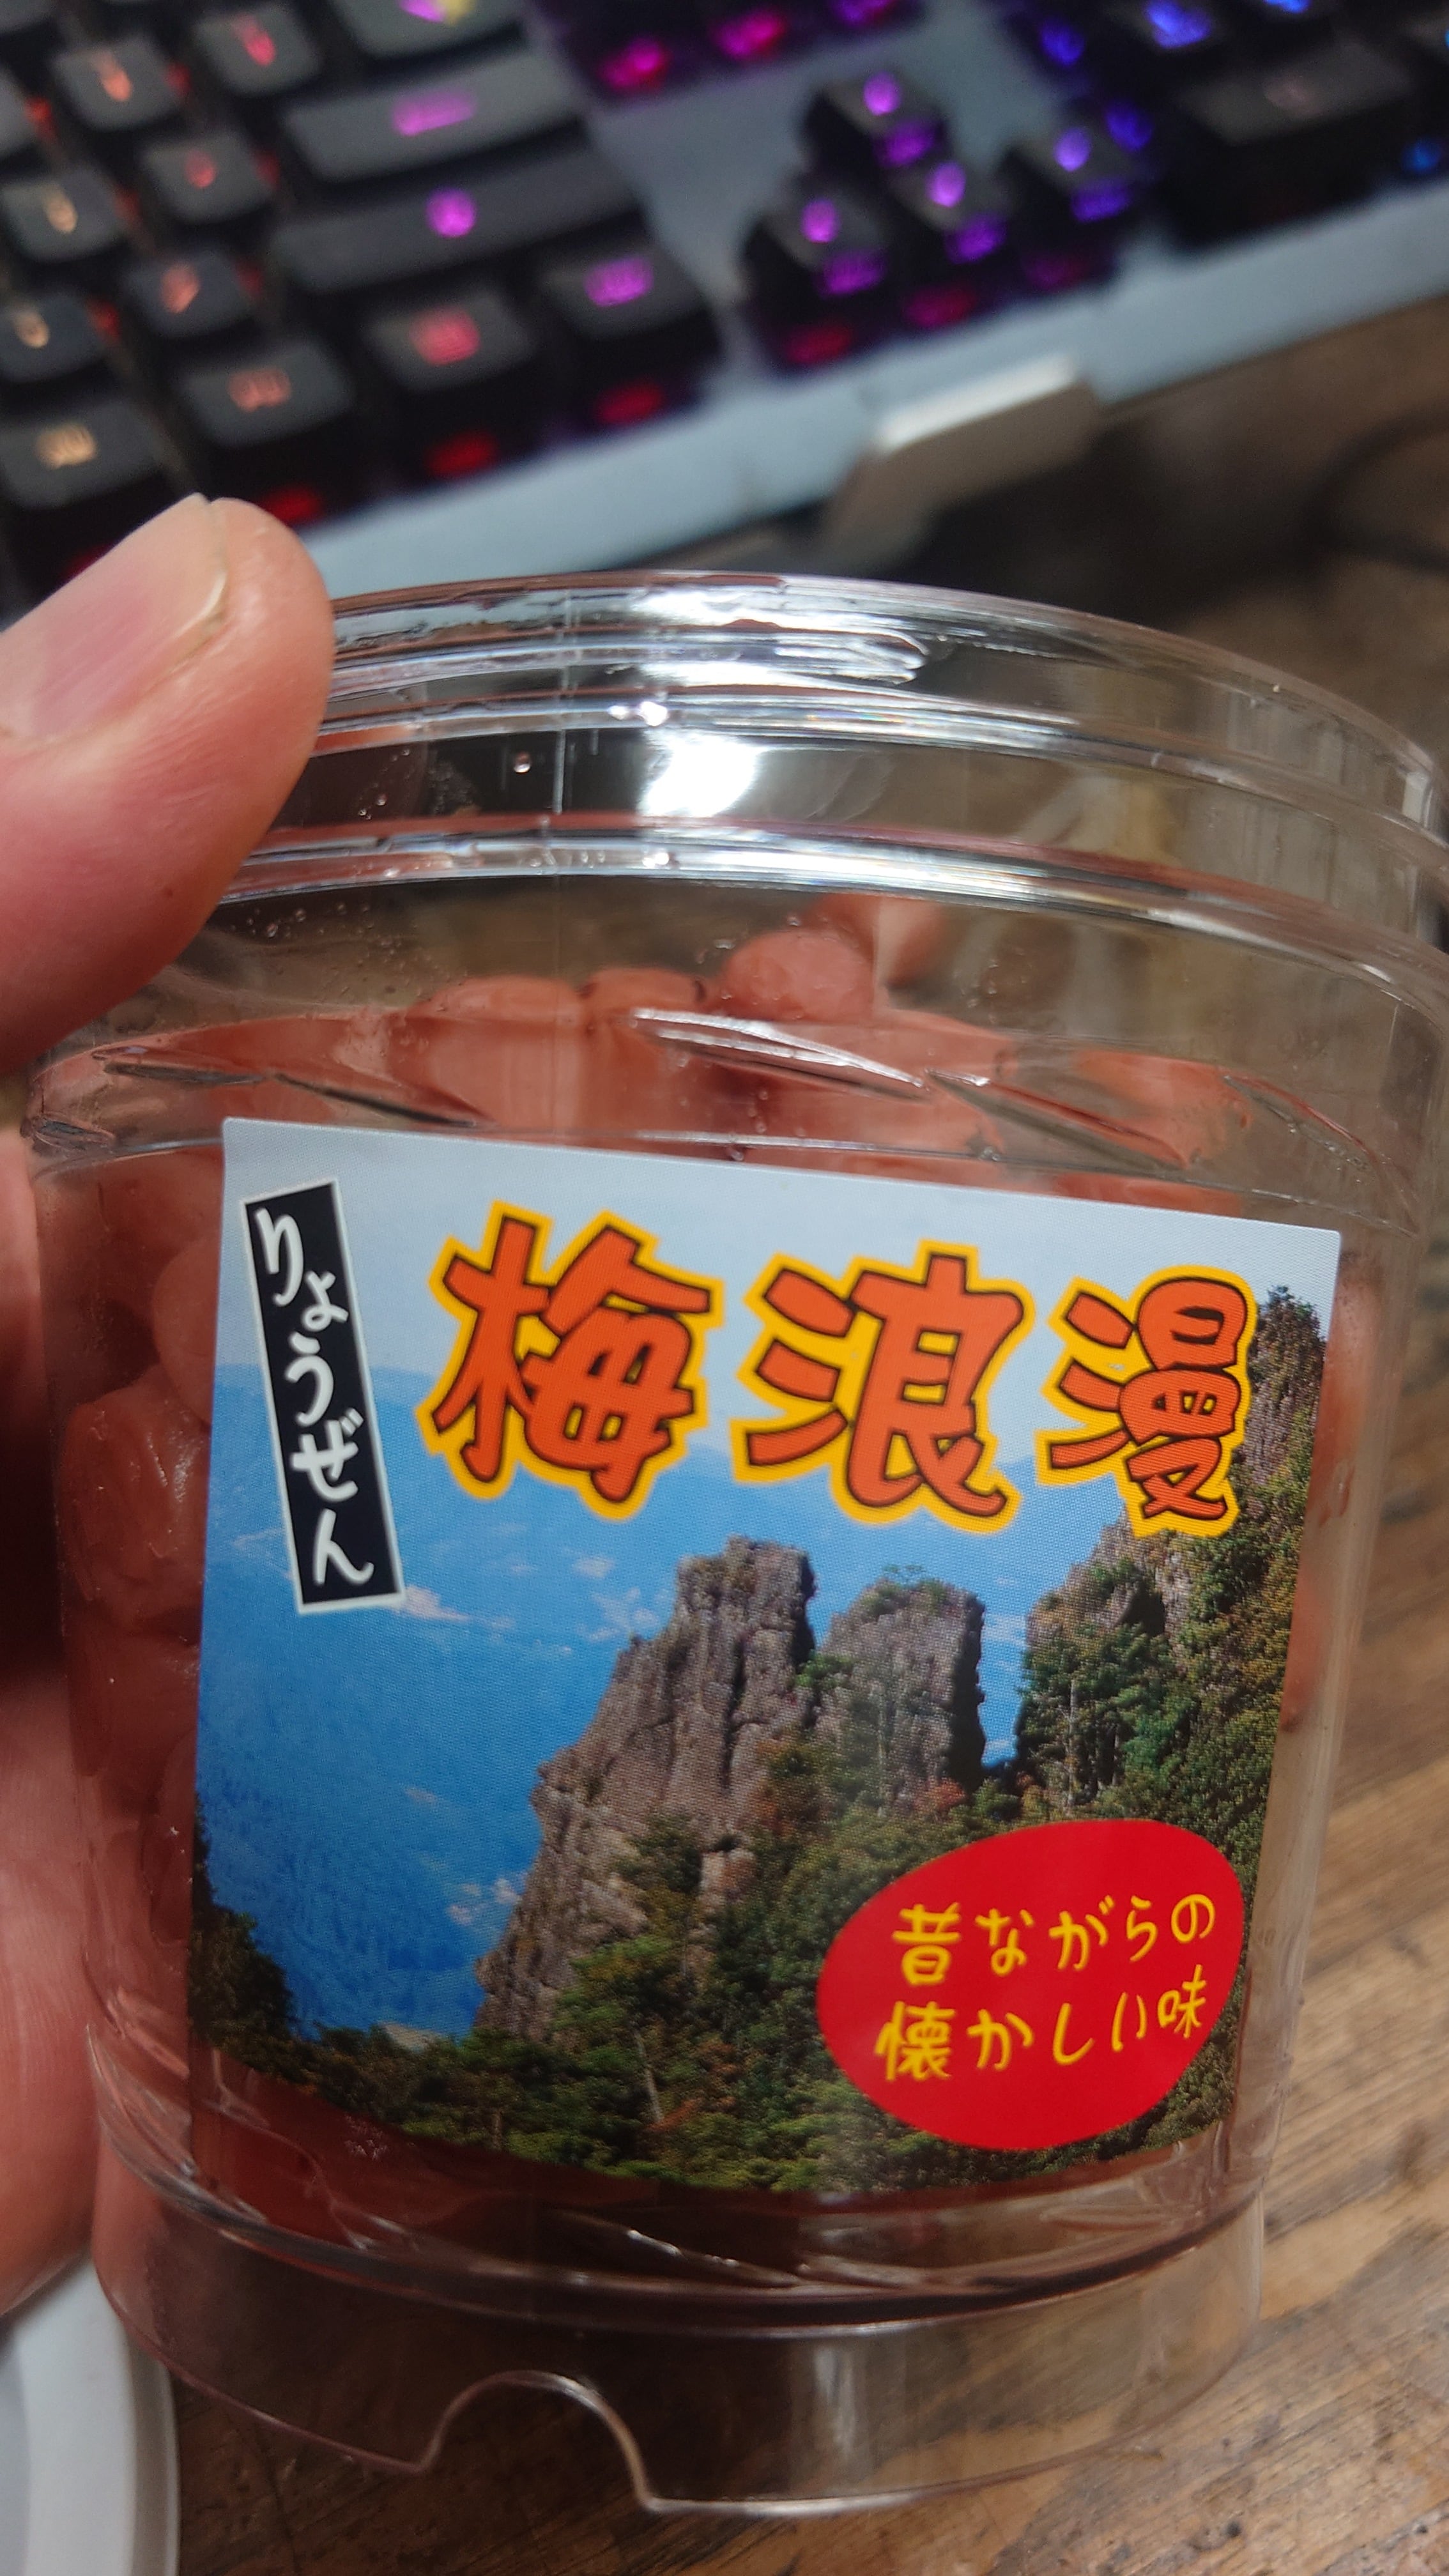 りょうぜん
梅浪漫
昔ながらの
懐かしい味